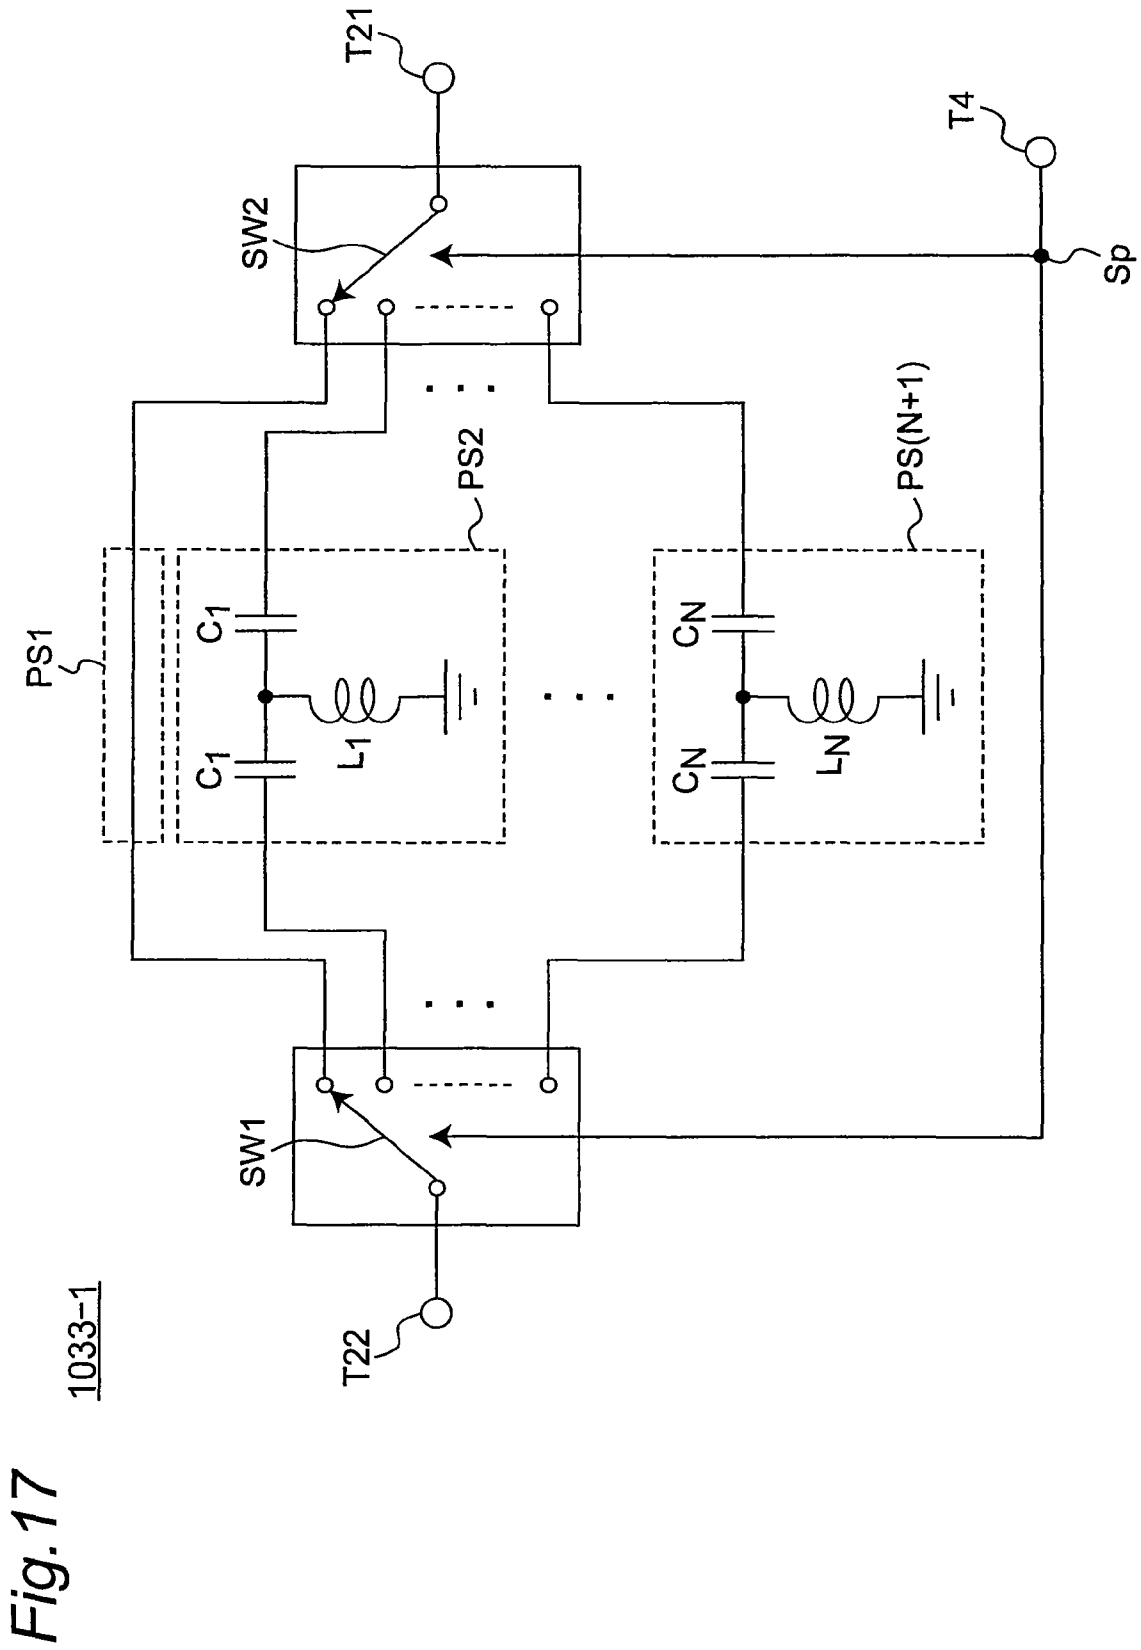 Fig.17
1033-1
PS1
C1
C1
L1
PS2
SW1
SW2
T22
T21
CN
CN
LN
PS(N+1)
T4
Sp